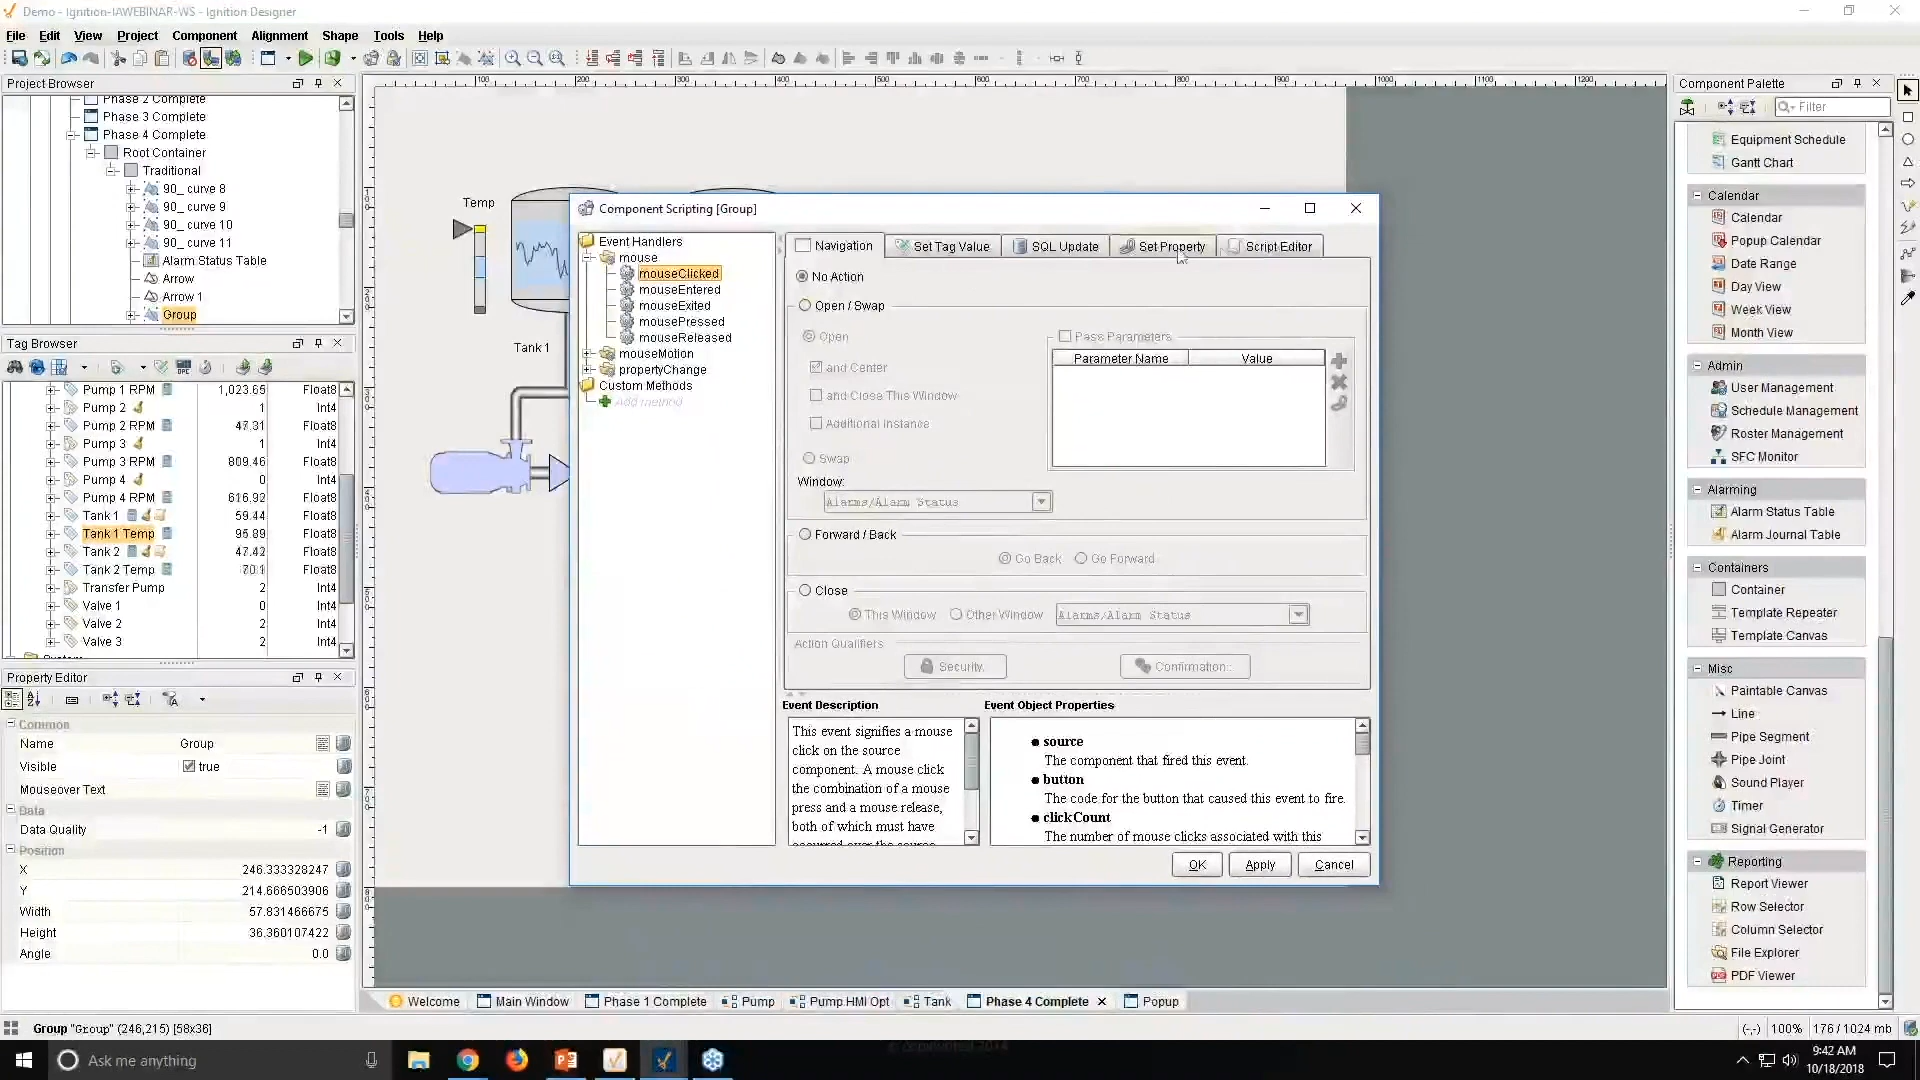 Demo - Ignition-IAWEBINAR-WS - Ignition Designer
File Edit View Project Component Alignment Shape Tools Help
Project Browser
Phase 2 Complete
Phase 3 Complete
Phase 4 Complete
Root Container
Traditional
90_ curve 8
90_ curve 9
90_ curve 10
90_ curve 11
Alarm Status Table
Arrow
Arrow 1
Group
Tag Browser
Pump 1 RPM 1,023.65 Float8
Pump 2 1 Int4
Pump 2 RPM 47.31 Float8
Pump 3 1 Int4
Pump 3 RPM 809.46 Float8
Pump 4 0 Int4
Pump 4 RPM 616.92 Float8
Tank 1 59.44 Float8
Tank 1 Temp 95.89 Float8
Tank 2 47.42 Float8
Tank 2 Temp 70.1 Float8
Transfer Pump 2 Int4
Valve 1 0 Int4
Valve 2 2 Int4
Valve 3 2 Int4
Property Editor
Common
Name Group
Visible true
Mouseover Text
Data
Data Quality -1
Position
X 246.333328247
Y 214.666503906
Width 57.831466675
Height 36.360107422
Angle 0.0
Group "Group" (246,215) [58x36]
100 200 300 400 500 600 700 800 900 1000 1100 1200
Temp
Tank 1
Component Scripting [Group]
Event Handlers
mouse
mouseClicked
mouseEntered
mouseExited
mousePressed
mouseReleased
mouseMotion
propertyChange
Custom Methods
Add method
Navigation Set Tag Value SQL Update Set Property Script Editor
No Action
Open / Swap
Open
and Center
and Close This Window
Additional Instance
Swap
Pass Parameters
Parameter Name Value
Window:
Alarms/Alarm Status
Forward / Back
Go Back Go Forward
Close
This Window Other Window Alarms/Alarm Status
Action Qualifiers
Security. Confirmation:
Event Description
This event signifies a mouse
click on the source
component. A mouse click
the combination of a mouse
press and a mouse release,
both of which must have
occurred over the source
Event Object Properties
source
The component that fired this event.
button
The code for the button that caused this event to fire.
clickCount
The number of mouse clicks associated with this
OK Apply Cancel
Welcome Main Window Phase 1 Complete Pump Pump HMI Opt Tank Phase 4 Complete Popup
Component Palette
Filter
Equipment Schedule
Gantt Chart
Calendar
Calendar
Popup Calendar
Date Range
Day View
Week View
Month View
Admin
User Management
Schedule Management
Roster Management
SFC Monitor
Alarming
Alarm Status Table
Alarm Journal Table
Containers
Container
Template Repeater
Template Canvas
Misc
Paintable Canvas
Line
Pipe Segment
Pipe Joint
Sound Player
Timer
Signal Generator
Reporting
Report Viewer
Row Selector
Column Selector
File Explorer
PDF Viewer
(-,-) 100% 176 / 1024 mb
Ask me anything
9:42 AM
10/18/2018